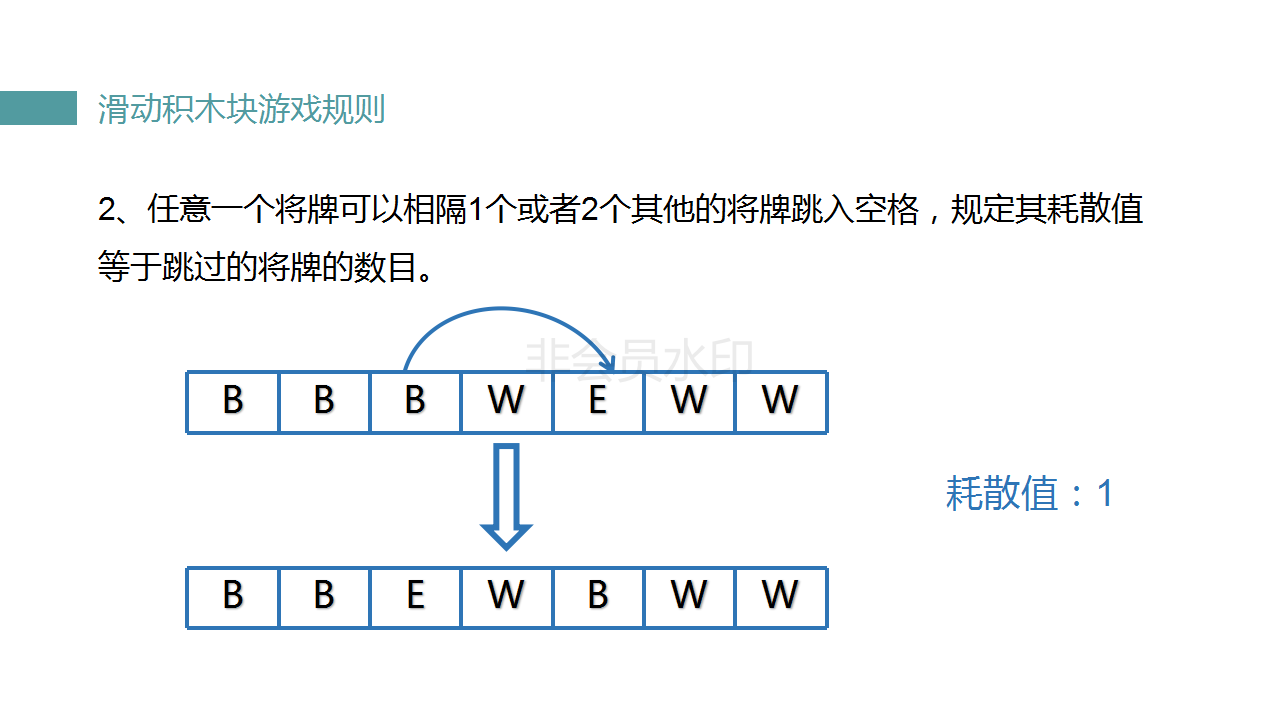 滑动积木块游戏规则
2、任意一个将牌可以相隔1个或者2个其他的将牌跳入空格，规定其耗散值
等于跳过的将牌的数目。
非会员水印
B B B W E W W
耗散值：1
B B E W B W W